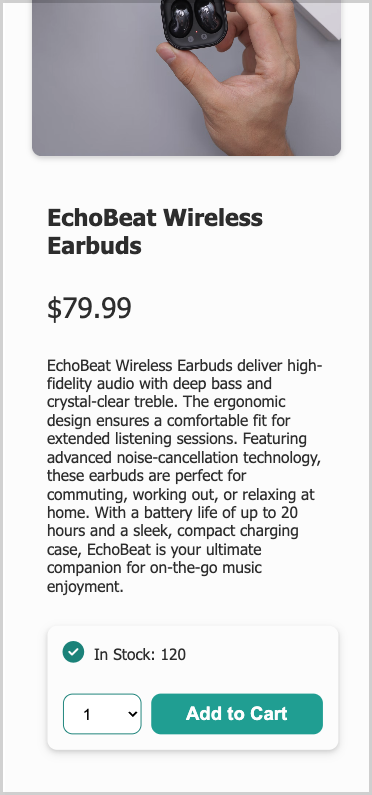 EchoBeat Wireless
Earbuds
$79.99
EchoBeat Wireless Earbuds deliver high-
fidelity audio with deep bass and
crystal-clear treble. The ergonomic
design ensures a comfortable fit for
extended listening sessions. Featuring
advanced noise-cancellation technology,
these earbuds are perfect for
commuting, working out, or relaxing at
home. With a battery life of up to 20
hours and a sleek, compact charging
case, EchoBeat is your ultimate
companion for on-the-go music
enjoyment.
In Stock: 120
1 Add to Cart